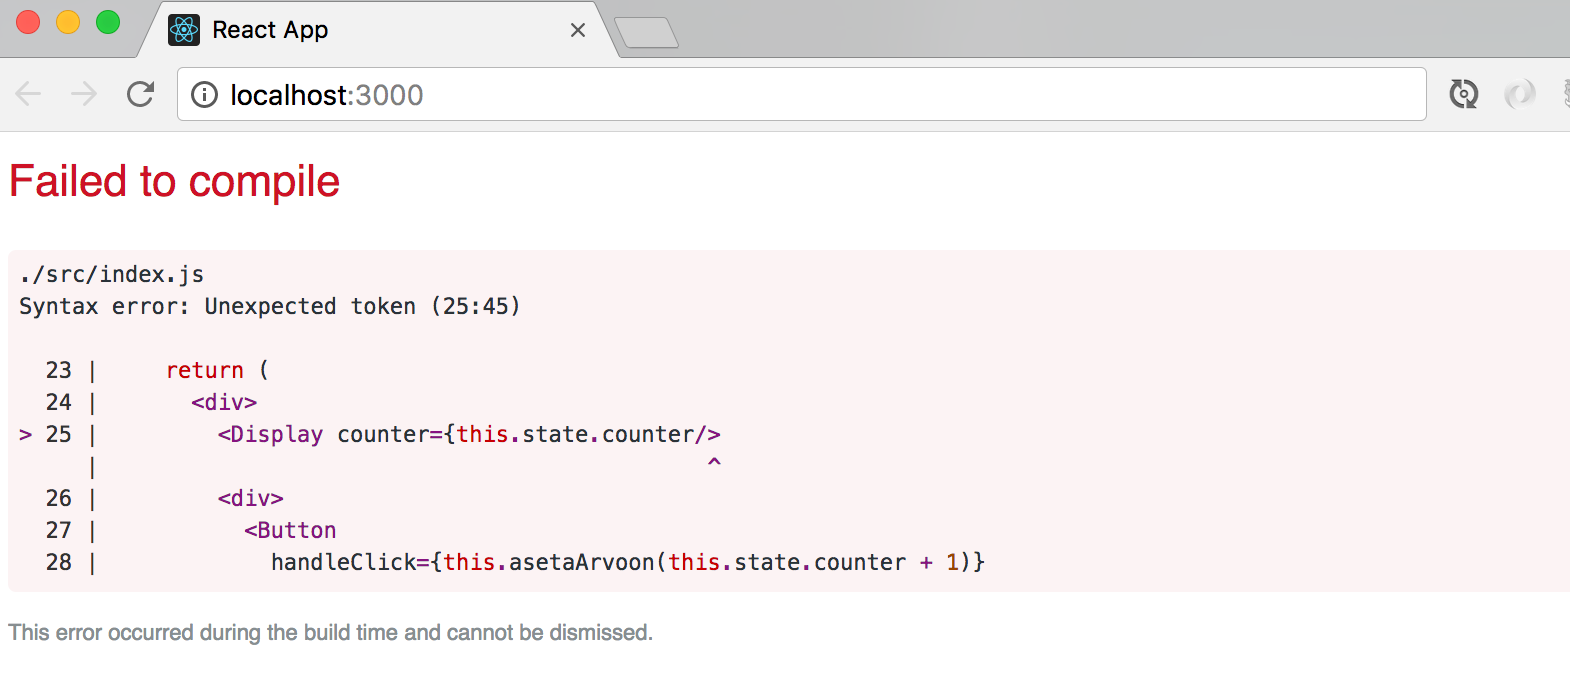 React App
localhost:3000
Failed to compile
./src/index.js
Syntax error: Unexpected token (25:45)
  23 |     return (
  24 |       <div>
> 25 |         <Display counter={this.state.counter/>
     |                                              ^
  26 |         <div>
  27 |           <Button
  28 |             handleClick={this.asetaArvoon(this.state.counter + 1)}
This error occurred during the build time and cannot be dismissed.